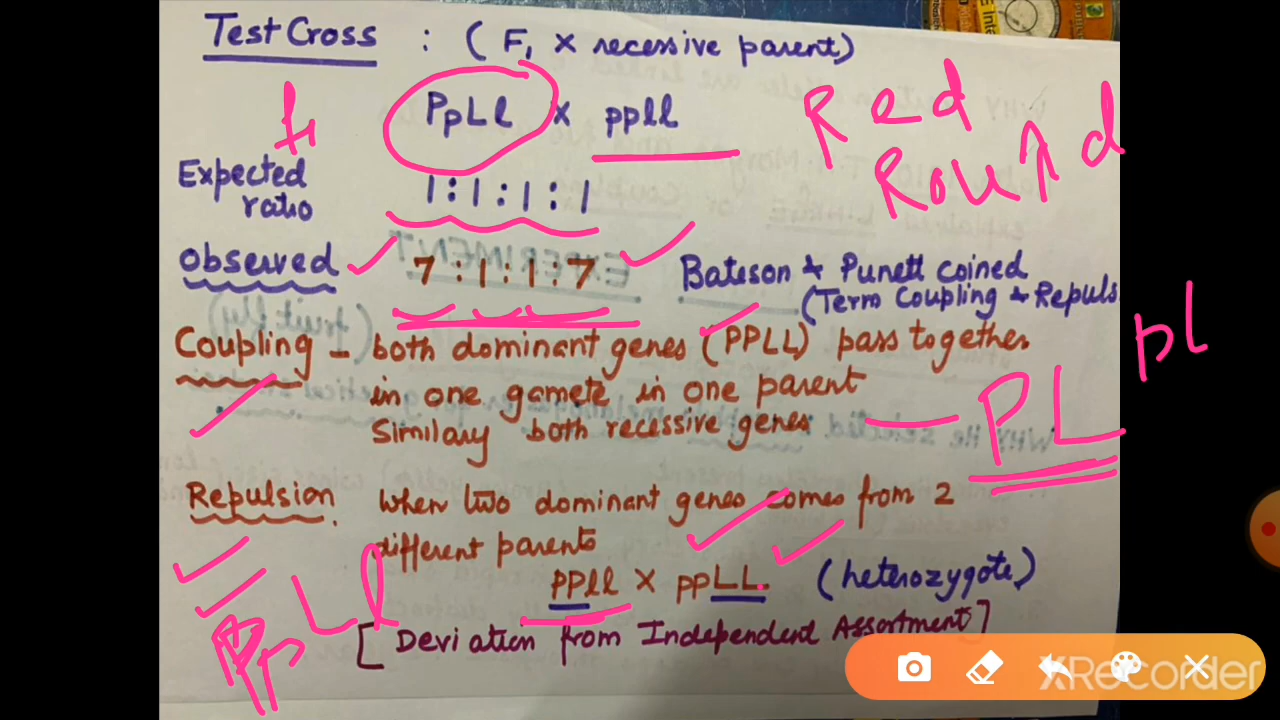 Test Cross : ( F₁ × recessive parent)
PpLl × ppll
Red
Round
f₁
Expected ratio 1:1:1:1
observed 7:1:1:7
Bateson & Punett coined
(Term Coupling & Repuls
Coupling - both dominant genes (PPLL) pass together
in one gamete in one parent
Similary both recessive genes
PL
pl
Repulsion when two dominant genes comes from 2
different parents
PPll × ppLL. (heterozygote)
PpLl
[Deviation from Independent Assortment]
XRecorder